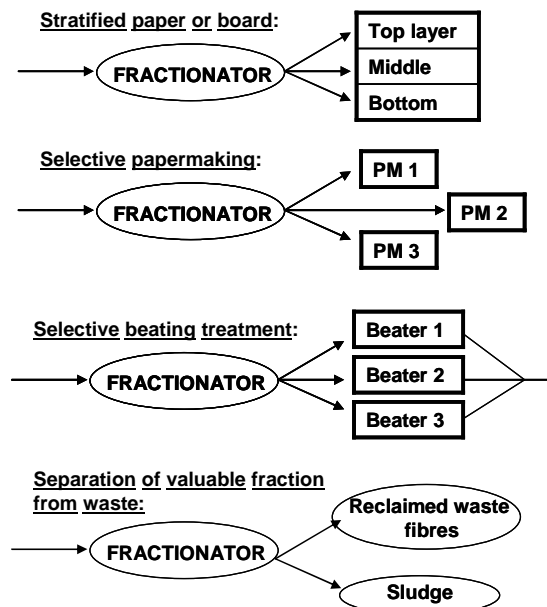 Stratified paper or board:
FRACTIONATOR
Top layer
Middle
Bottom
Selective papermaking:
FRACTIONATOR
PM 1
PM 2
PM 3
Selective beating treatment:
FRACTIONATOR
Beater 1
Beater 2
Beater 3
Separation of valuable fraction
from waste:
FRACTIONATOR
Reclaimed waste
fibres
Sludge